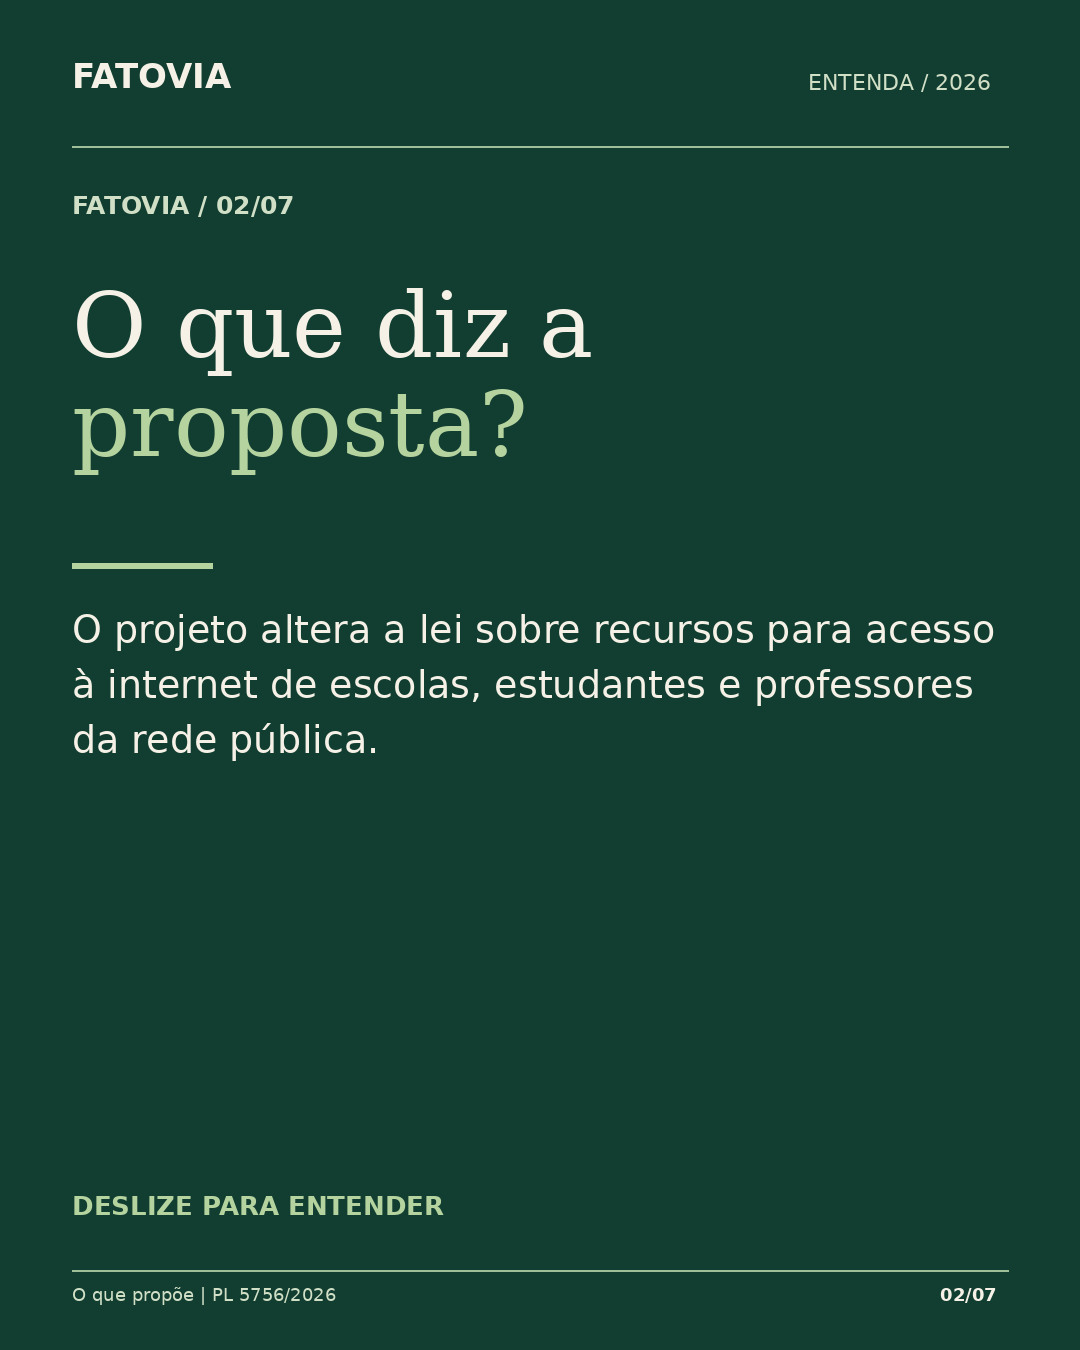 FATOVIA
ENTENDA / 2026
FATOVIA / 02/07
O que diz a
proposta?
O projeto altera a lei sobre recursos para acesso
à internet de escolas, estudantes e professores
da rede pública.
DESLIZE PARA ENTENDER
O que propõe | PL 5756/2026
02/07